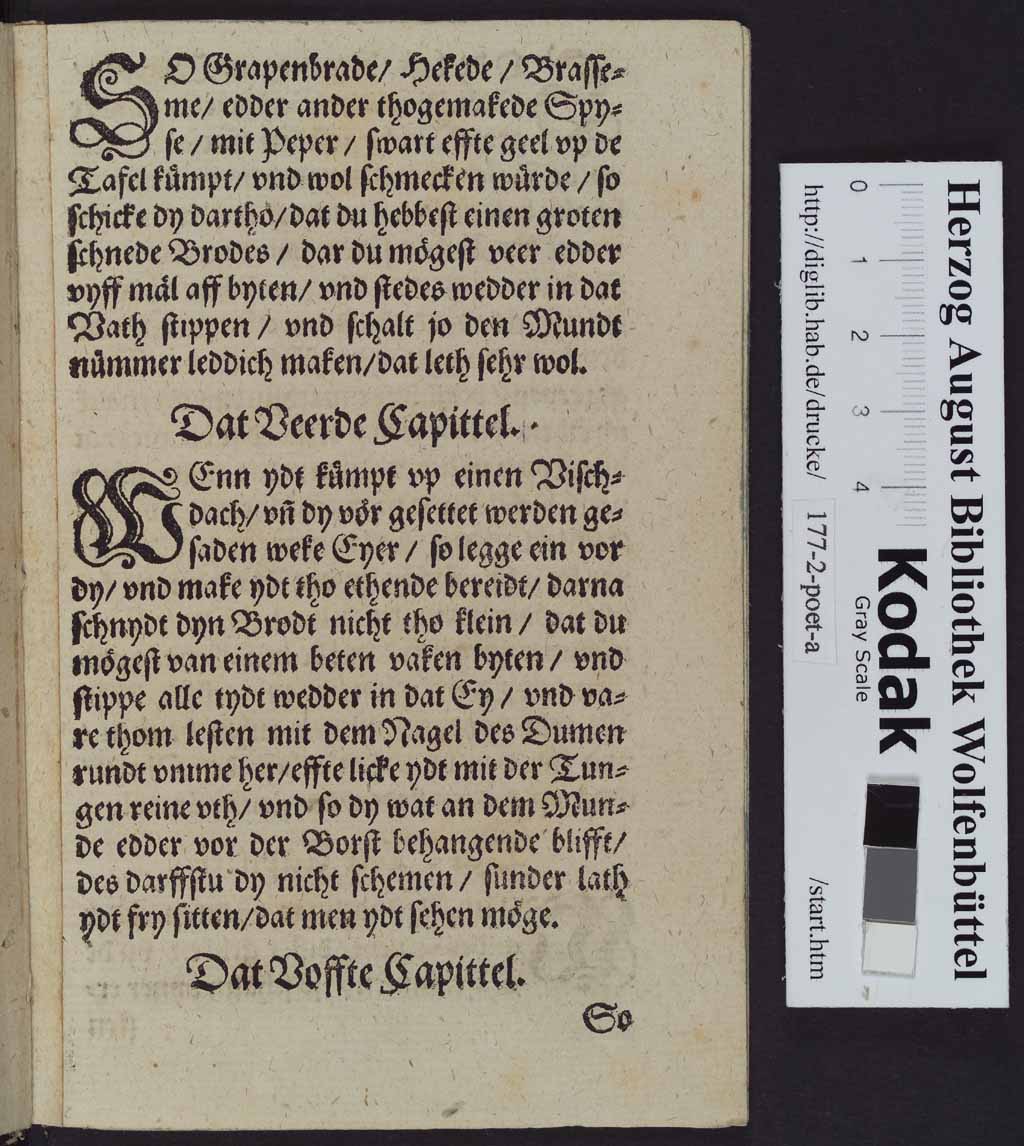 SO Grapenbrade/ Hekede / Brasse⸗
me/ edder ander thogemakede Spy⸗
se / mit Peper / swart effte geel vp de
Tafel kümpt/ vnd wol schmecken würde / so
schicke dy dartho/ dat du hebbest einen groten
schnede Brodes / dar du mögest veer edder
vyff mäl aff byten/ vnd stedes wedder in dat
Vath stippen / vnd schalt jo den Mundt
nümmer leddich maken/ dat leth sehr wol.
Dat Veerde Capittel.
WEnn ydt kümpt vp einen Visch⸗
dach/ vñ dy vör gesettet werden ge⸗
saden weke Eyer / so legge ein vor
dy/ vnd make ydt tho ethende bereidt/ darna
schnydt dyn Brodt nicht tho klein / dat du
mögest van einem beten vaken byten / vnd
stippe alle tydt wedder in dat Ey / vnd va⸗
re thom lesten mit dem Nagel des Dumen
rundt vmme her/ effte licke ydt mit der Tun⸗
gen reine vth/ vnd so dy wat an dem Mun⸗
de edder vor der Borst behangende blifft/
des darffstu dy nicht schemen / sunder lath
ydt fry sitten/ dat men ydt sehen möge.
Dat Voffte Capittel.
So
Herzog August Bibliothek Wolfenbüttel
0 1 2 3 4
Kodak
Gray Scale
http://diglib.hab.de/drucke/ 177-2-poet-a /start.htm